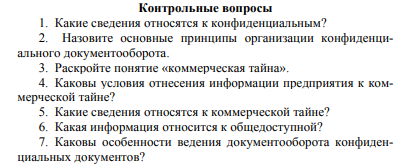 Контрольные вопросы
1. Какие сведения относятся к конфиденциальным?
2. Назовите основные принципы организации конфиденци-
ального документооборота.
3. Раскройте понятие «коммерческая тайна».
4. Каковы условия отнесения информации предприятия к ком-
мерческой тайне?
5. Какие сведения относятся к коммерческой тайне?
6. Какая информация относится к общедоступной?
7. Каковы особенности ведения документооборота конфиден-
циальных документов?